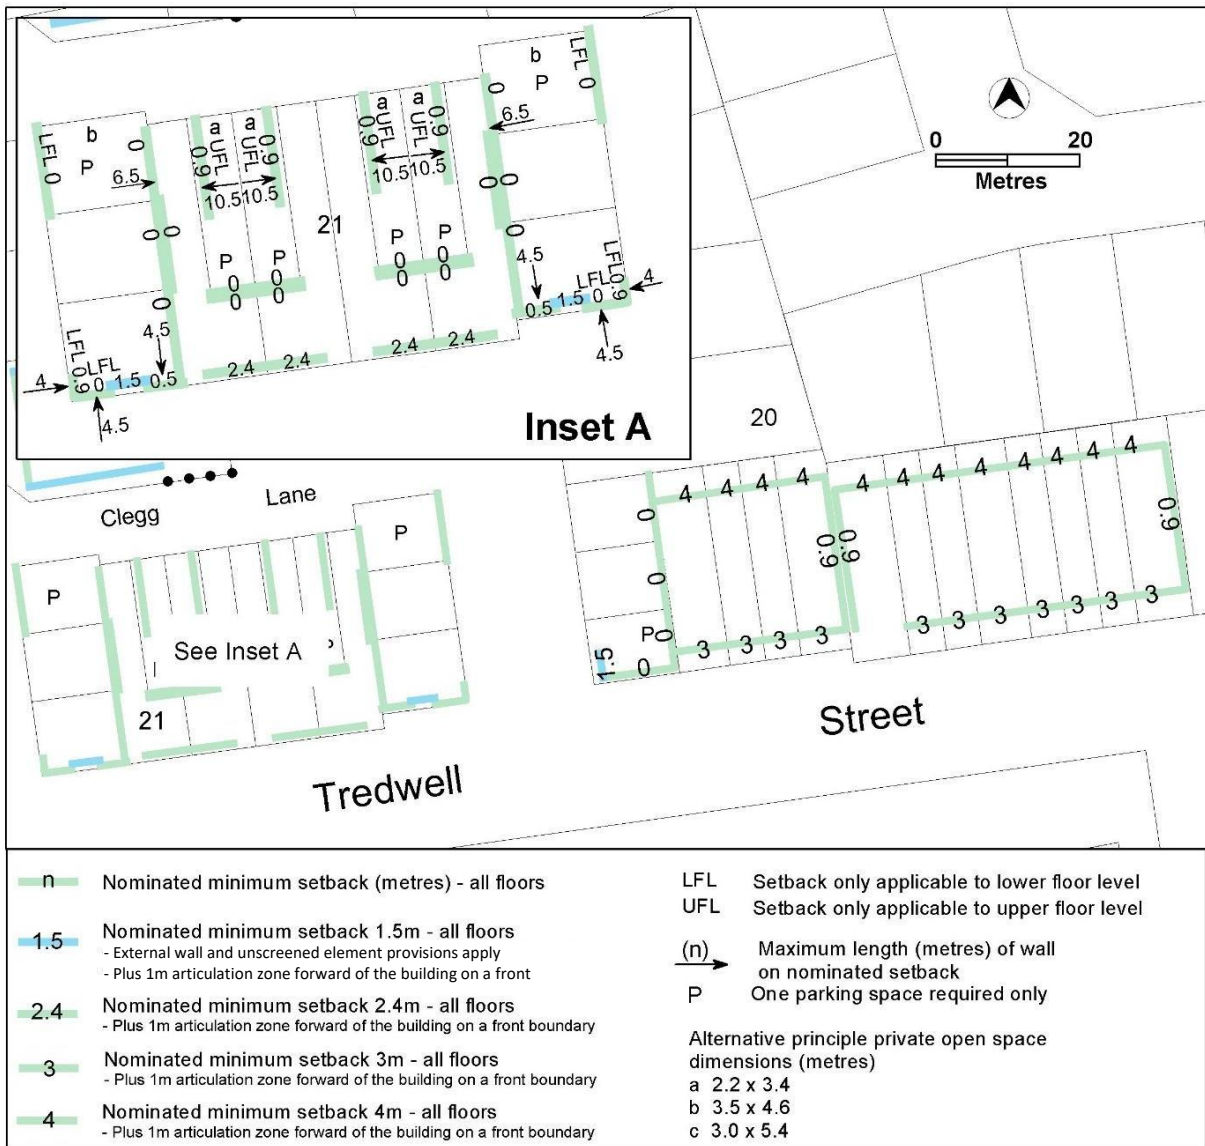 b
LFL 0
P
0
6.5
a
UFL
0.9
a
UFL
0.9
10.5
10.5
a
UFL
0.9
a
UFL
0.9
10.5
10.5
b
LFL 0
P
0
6.5
0
0
0
0
21
P
P
0
0
0
0
P
P
0
0
0
0
0
4.5
LFL 0.9
LFL
0
1.5
0.5
4
4.5
2.4
2.4
2.4
2.4
0
4.5
0.5
1.5
LFL
0
LFL 0.9
4
4.5
Inset A
0
20
Metres
20
Clegg
Lane
P
P
See Inset A
P
21
Tredwell
Street
0
0
0
P
1.5
0
4
4
4
4
0.9
0.9
3
3
3
3
4
4
4
4
4
4
4
4
0.9
3
3
3
3
3
3
3
n Nominated minimum setback (metres) - all floors
1.5 Nominated minimum setback 1.5m - all floors
- External wall and unscreened element provisions apply
- Plus 1m articulation zone forward of the building on a front
2.4 Nominated minimum setback 2.4m - all floors
- Plus 1m articulation zone forward of the building on a front boundary
3 Nominated minimum setback 3m - all floors
- Plus 1m articulation zone forward of the building on a front boundary
4 Nominated minimum setback 4m - all floors
- Plus 1m articulation zone forward of the building on a front boundary
LFL Setback only applicable to lower floor level
UFL Setback only applicable to upper floor level
(n) Maximum length (metres) of wall
on nominated setback
P One parking space required only
Alternative principle private open space
dimensions (metres)
a 2.2 x 3.4
b 3.5 x 4.6
c 3.0 x 5.4